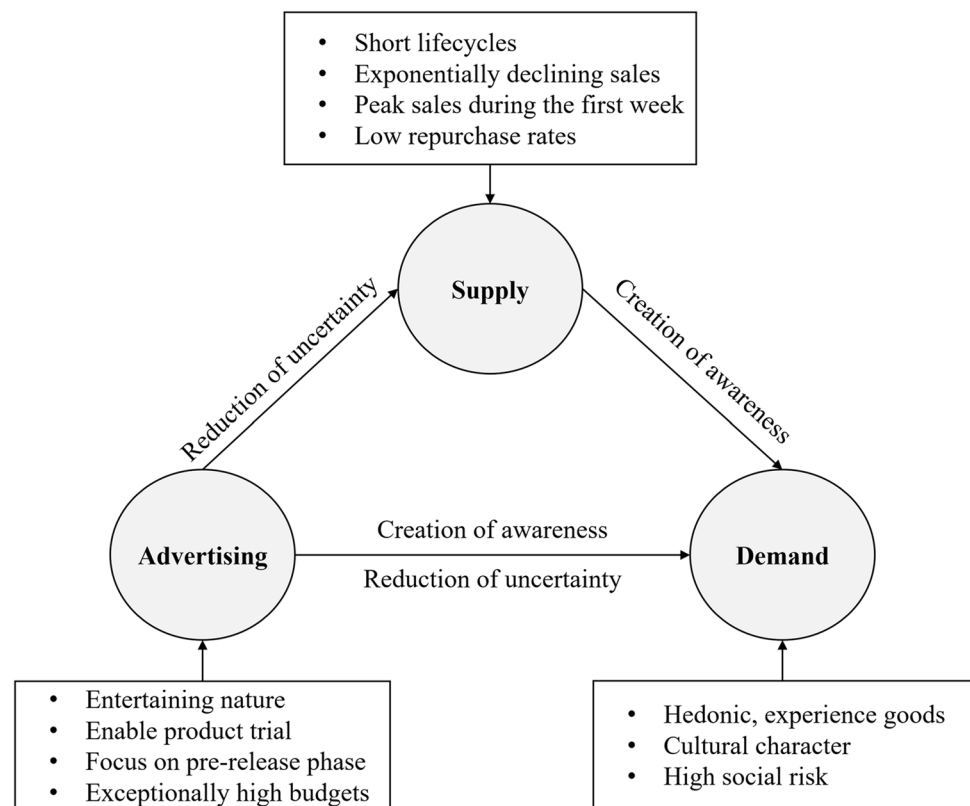 • Short lifecycles
• Exponentially declining sales
• Peak sales during the first week
• Low repurchase rates
Supply
Reduction of uncertainty
Creation of awareness
Advertising
Creation of awareness
Reduction of uncertainty
Demand
• Entertaining nature
• Enable product trial
• Focus on pre-release phase
• Exceptionally high budgets
• Hedonic, experience goods
• Cultural character
• High social risk